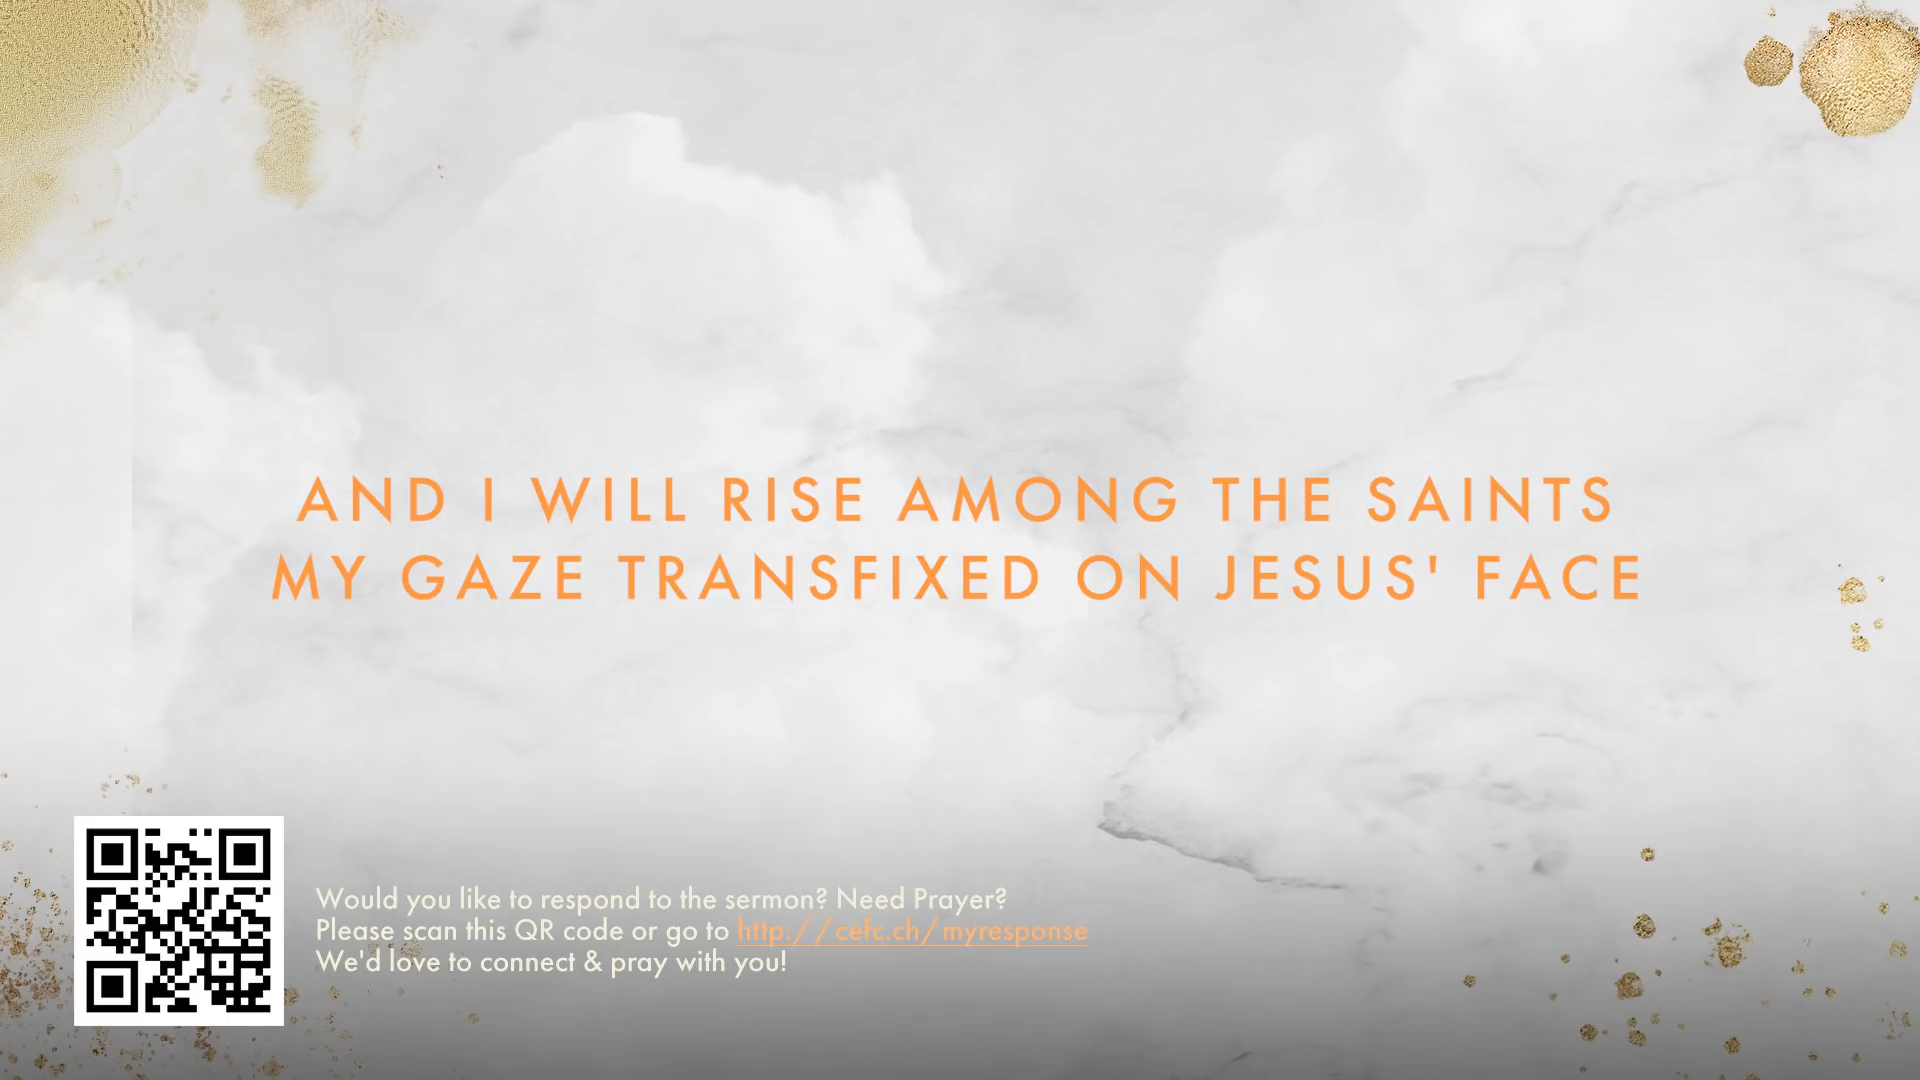 AND I WILL RISE AMONG THE SAINTS
MY GAZE TRANSFIXED ON JESUS' FACE
Would you like to respond to the sermon? Need Prayer?
Please scan this QR code or go to http://cefc.ch/myresponse
We'd love to connect & pray with you!